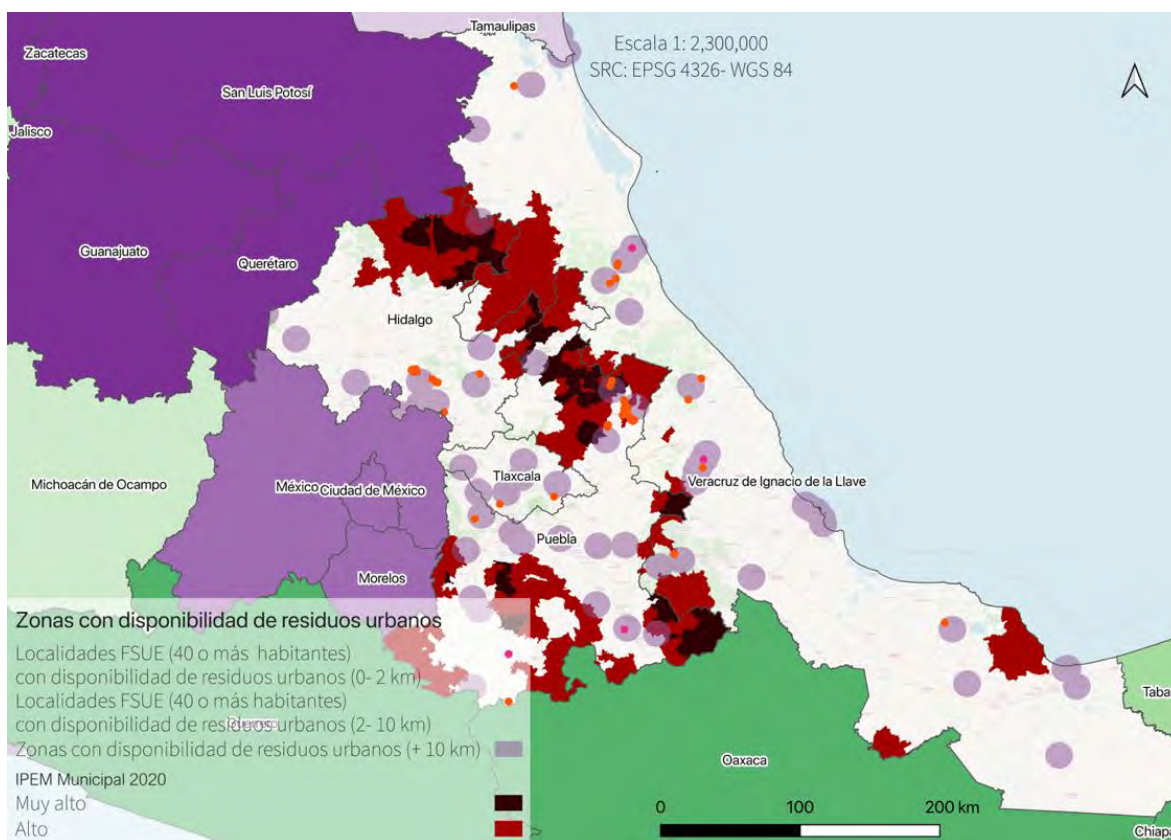 Tamaulipas
Escala 1: 2,300,000
SRC: EPSG 4326- WGS 84
Zacatecas
San Luis Potosí
Jalisco
Guanajuato
Querétaro
Hidalgo
Michoacán de Ocampo
México
Ciudad de México
Tlaxcala
Veracruz de Ignacio de la Llave
Puebla
Morelos
Zonas con disponibilidad de residuos urbanos
Localidades FSUE (40 o más habitantes)
con disponibilidad de residuos urbanos (0- 2 km)
Localidades FSUE (40 o más habitantes)
con disponibilidad de residuos urbanos (2- 10 km)
Guerrero
Zonas con disponibilidad de residuos urbanos (+ 10 km)
IPEM Municipal 2020
Muy alto
Alto
Oaxaca
Taba
Chiap
0 100 200 km